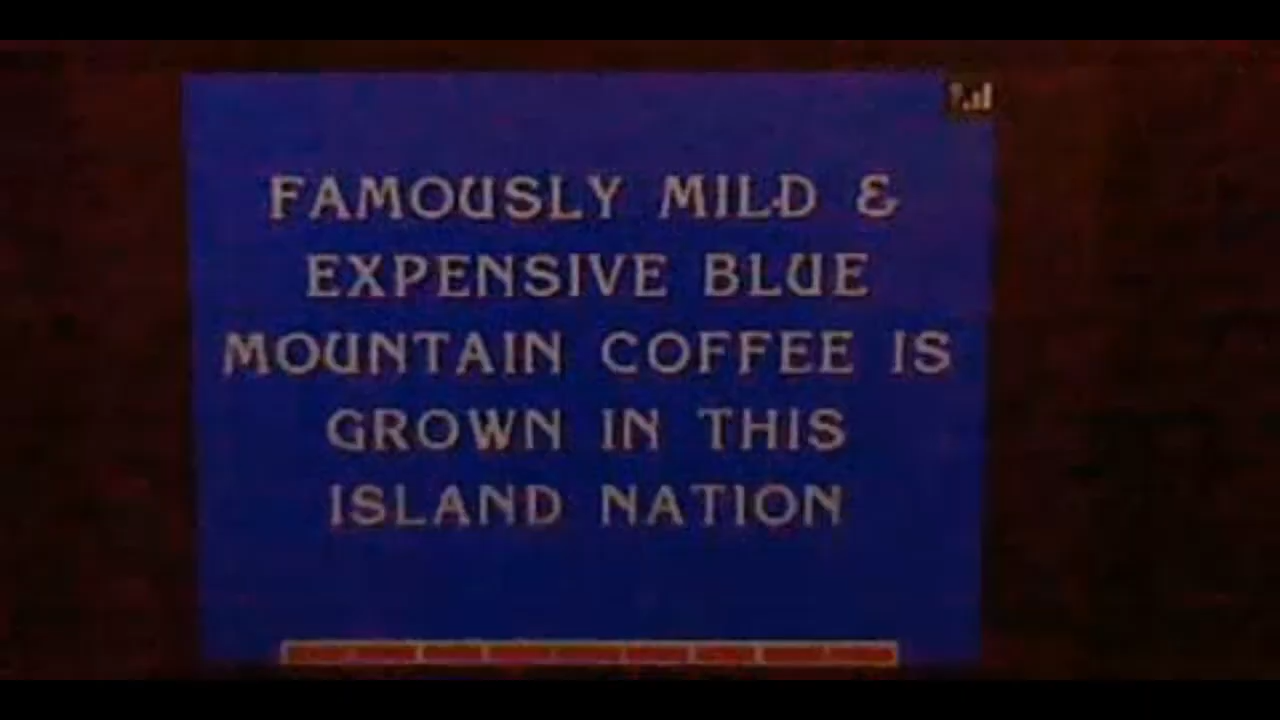 FAMOUSLY MILD &
EXPENSIVE BLUE
MOUNTAIN COFFEE IS
GROWN IN THIS
ISLAND NATION